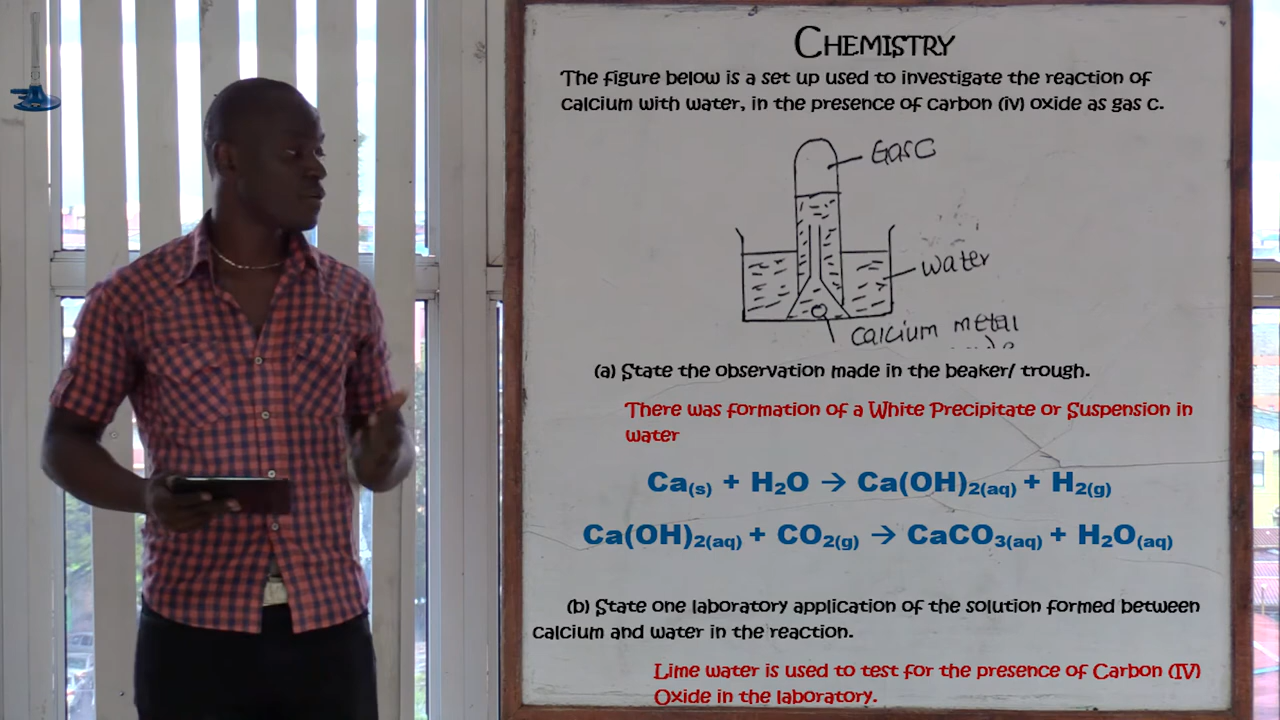 CHEMISTRY
The figure below is a set up used to investigate the reaction of
calcium with water, in the presence of carbon (iv) oxide as gas c.
Gas C
water
calcium metal
(a) State the observation made in the beaker/ trough.
There was formation of a White Precipitate or Suspension in
water
Ca(s) + H₂O → Ca(OH)₂(aq) + H₂(g)
Ca(OH)₂(aq) + CO₂(g) → CaCO₃(aq) + H₂O(aq)
(b) State one laboratory application of the solution formed between
calcium and water in the reaction.
Lime water is used to test for the presence of Carbon (IV)
Oxide in the laboratory.